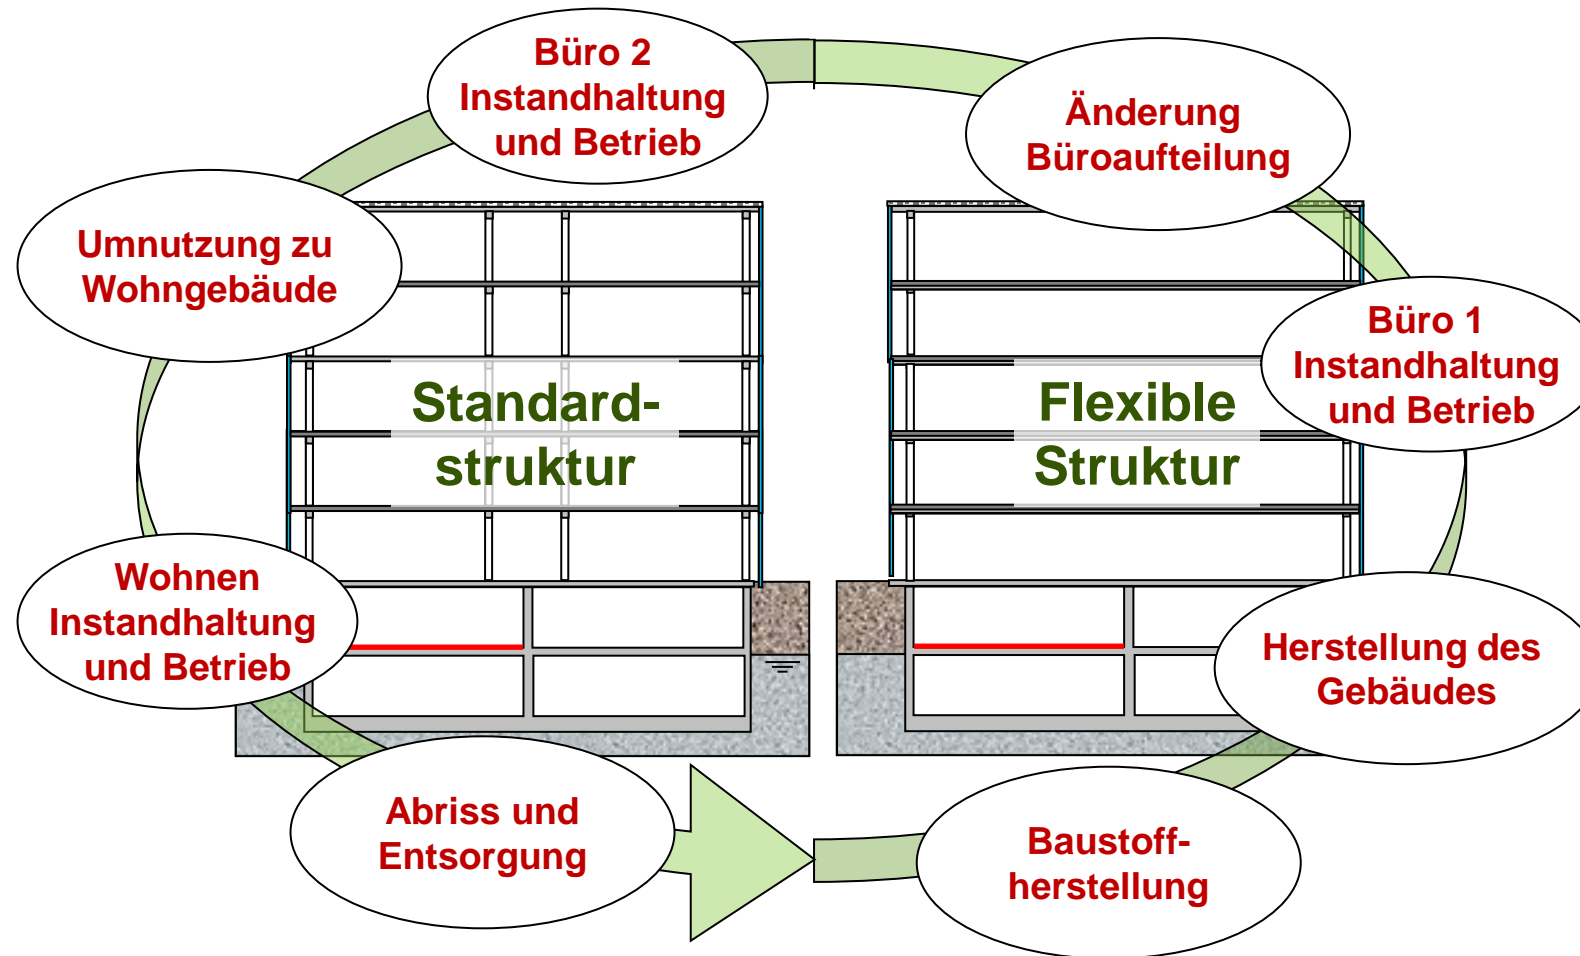 Büro 2
Instandhaltung
und Betrieb
Änderung
Büroaufteilung
Umnutzung zu
Wohngebäude
Büro 1
Instandhaltung
und Betrieb
Standard-
struktur
Flexible
Struktur
Wohnen
Instandhaltung
und Betrieb
Herstellung des
Gebäudes
Abriss und
Entsorgung
Baustoff-
herstellung